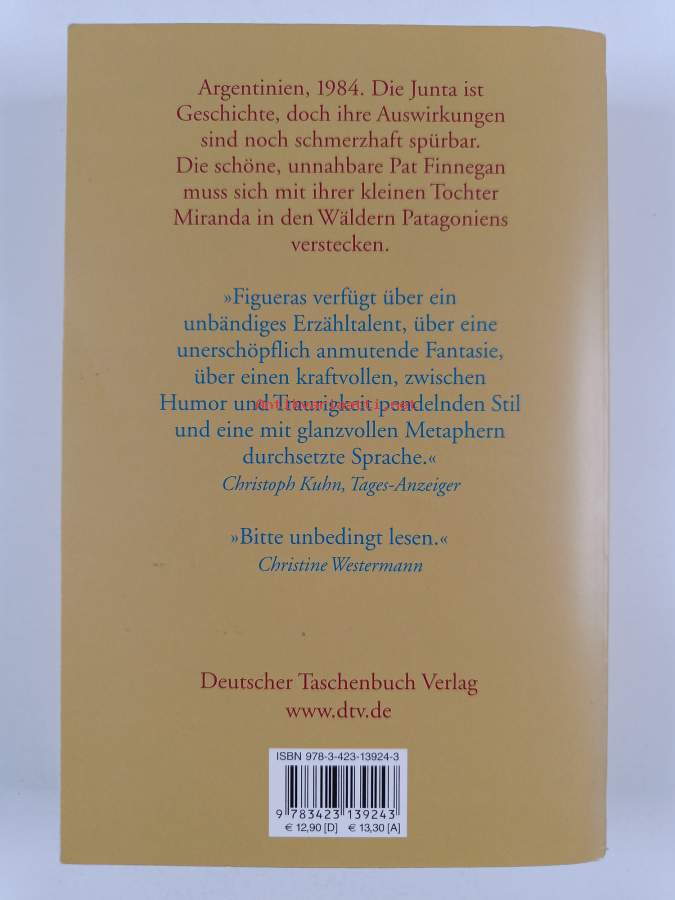 Argentinien, 1984. Die Junta ist
Geschichte, doch ihre Auswirkungen
sind noch schmerzhaft spürbar.
Die schöne, unnahbare Pat Finnegan
muss sich mit ihrer kleinen Tochter
Miranda in den Wäldern Patagoniens
verstecken.
»Figueras verfügt über ein
unbändiges Erzähltalent, über eine
unerschöpflich anmutende Fantasie,
über einen kraftvollen, zwischen
Humor und Traurigkeit pendelnden Stil
und eine mit glanzvollen Metaphern
durchsetzte Sprache.«
Christoph Kuhn, Tages-Anzeiger
»Bitte unbedingt lesen.«
Christine Westermann
Deutscher Taschenbuch Verlag
www.dtv.de
ISBN 978-3-423-13924-3
9 783423 139243
€ 12,90 [D] € 13,30 [A]